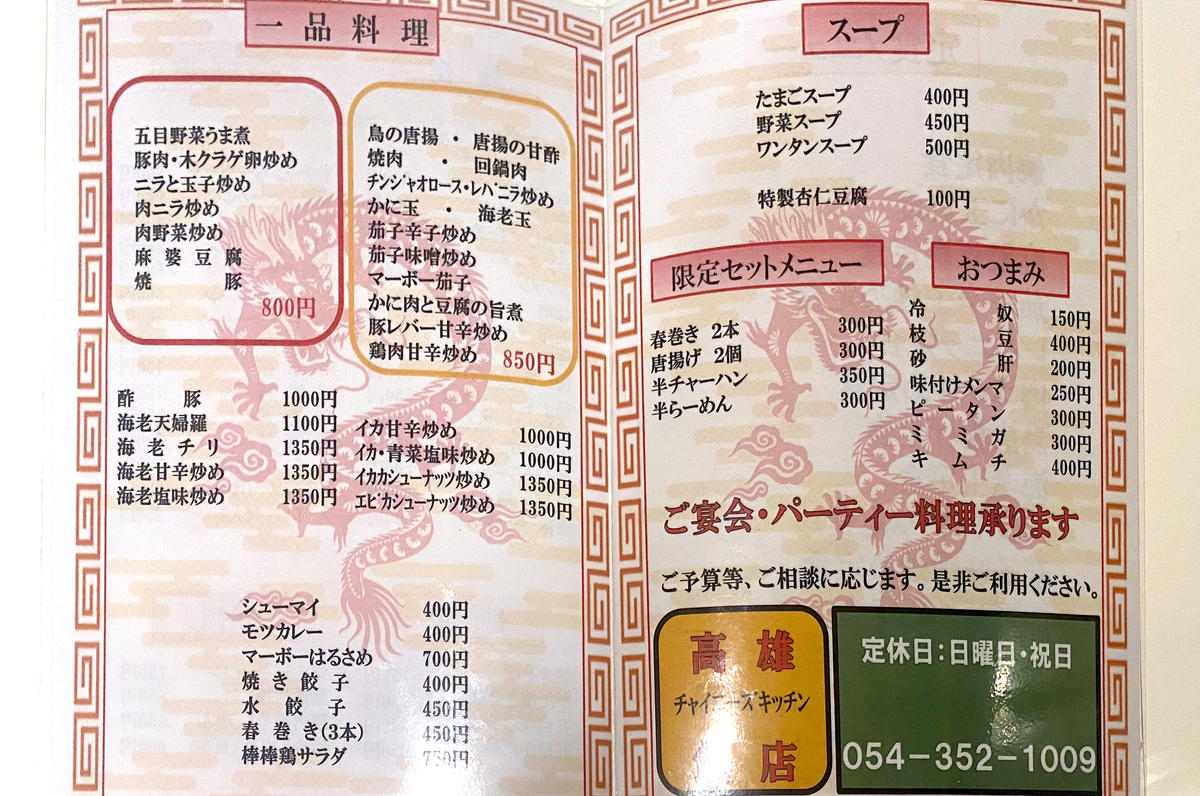 一品料理
五目野菜うま煮
豚肉・木クラゲ卵炒め
ニラと玉子炒め
肉ニラ炒め
肉野菜炒め
麻婆豆腐
焼豚
800円
鳥の唐揚・唐揚の甘酢
焼肉・回鍋肉
チンジャオロース・レバニラ炒め
かに玉・海老玉
茄子辛子炒め
茄子味噌炒め
マーボー茄子
かに肉と豆腐の旨煮
豚レバー甘辛炒め
鶏肉甘辛炒め 850円
酢豚 1000円
海老天婦羅 1100円
海老チリ 1350円
海老甘辛炒め 1350円
海老塩味炒め 1350円
イカ甘辛炒め 1000円
イカ・青菜塩味炒め 1000円
イカカシューナッツ炒め 1350円
エビカシューナッツ炒め 1350円
シューマイ 400円
モツカレー 400円
マーボーはるさめ 700円
焼き餃子 400円
水餃子 450円
春巻き(3本) 450円
棒棒鶏サラダ 750円
スープ
たまごスープ 400円
野菜スープ 450円
ワンタンスープ 500円
特製杏仁豆腐 100円
限定セットメニュー
春巻き 2本 300円
唐揚げ 2個 300円
半チャーハン 350円
半らーめん 300円
おつまみ
冷奴 150円
枝豆 400円
砂肝 200円
味付けメンマ 250円
ピータン 300円
ミミガ 300円
キムチ 400円
ご宴会・パーティー料理承ります
ご予算等、ご相談に応じます。是非ご利用ください。
高雄
チャイニーズキッチン
店
定休日：日曜日・祝日
054－352－1009